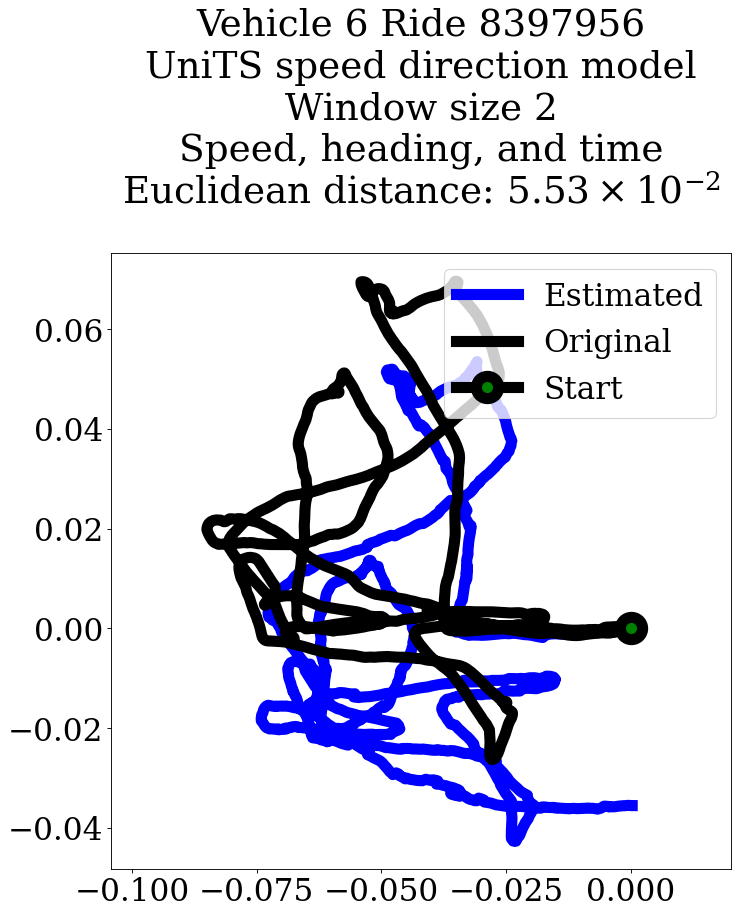 Vehicle 6 Ride 8397956
UniTS speed direction model
Window size 2
Speed, heading, and time
Euclidean distance: 5.53 × 10⁻²
Estimated
Original
Start
0.06
0.04
0.02
0.00
−0.02
−0.04
−0.100 −0.075 −0.050 −0.025 0.000